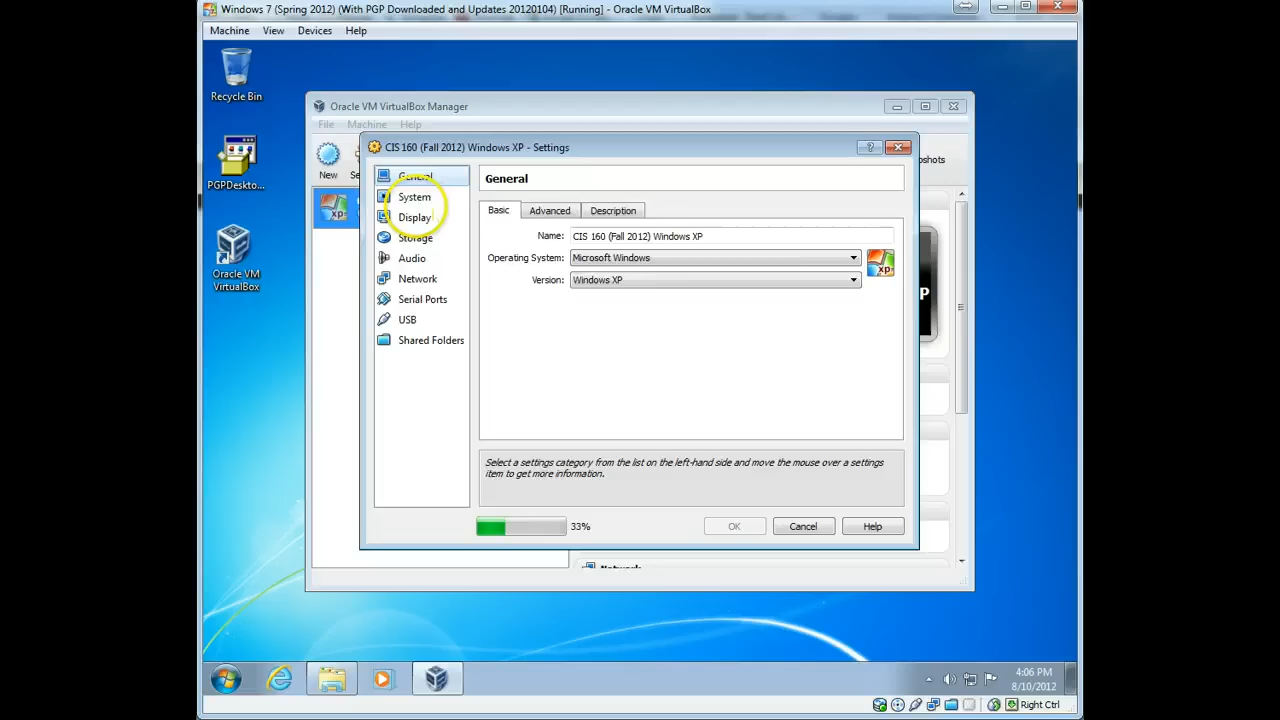 Windows 7 (Spring 2012) (With PGP Downloaded and Updates 20120104) [Running] - Oracle VM VirtualBox
Machine View Devices Help
Recycle Bin
PGPDeskto...
Oracle VM
VirtualBox
Oracle VM VirtualBox Manager
File Machine Help
New
CIS 160 (Fall 2012) Windows XP - Settings
General
System
Display
Storage
Audio
Network
Serial Ports
USB
Shared Folders
General
Basic Advanced Description
Name: CIS 160 (Fall 2012) Windows XP
Operating System: Microsoft Windows
Version: Windows XP
xp
Select a settings category from the list on the left-hand side and move the mouse over a settings
item to get more information.
33%
OK Cancel Help
Network
4:06 PM
8/10/2012
Right Ctrl